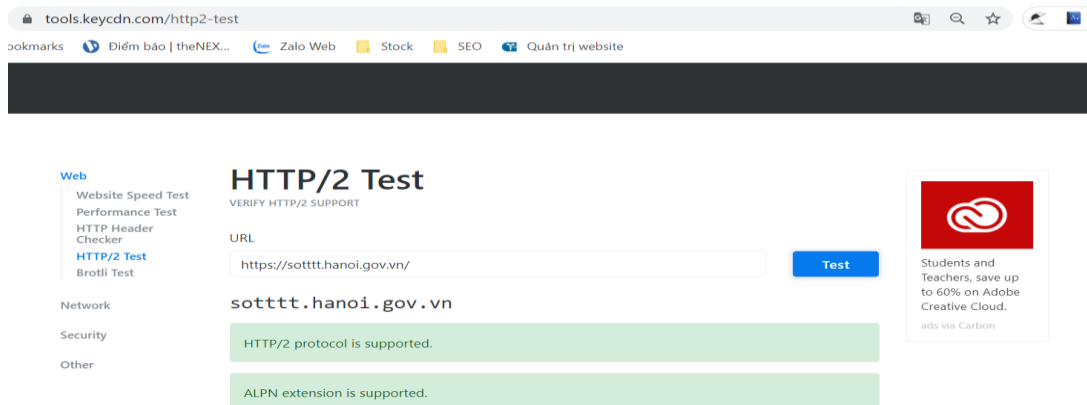 tools.keycdn.com/http2-test
ookmarks Điểm báo | theNEX... Zalo Web Stock SEO Quản trị website
Web
Website Speed Test
Performance Test
HTTP Header
Checker
HTTP/2 Test
Brotli Test
Network
Security
Other
HTTP/2 Test
VERIFY HTTP/2 SUPPORT
URL
https://sotttt.hanoi.gov.vn/
Test
sotttt.hanoi.gov.vn
HTTP/2 protocol is supported.
ALPN extension is supported.
Students and
Teachers, save up
to 60% on Adobe
Creative Cloud.
ads via Carbon